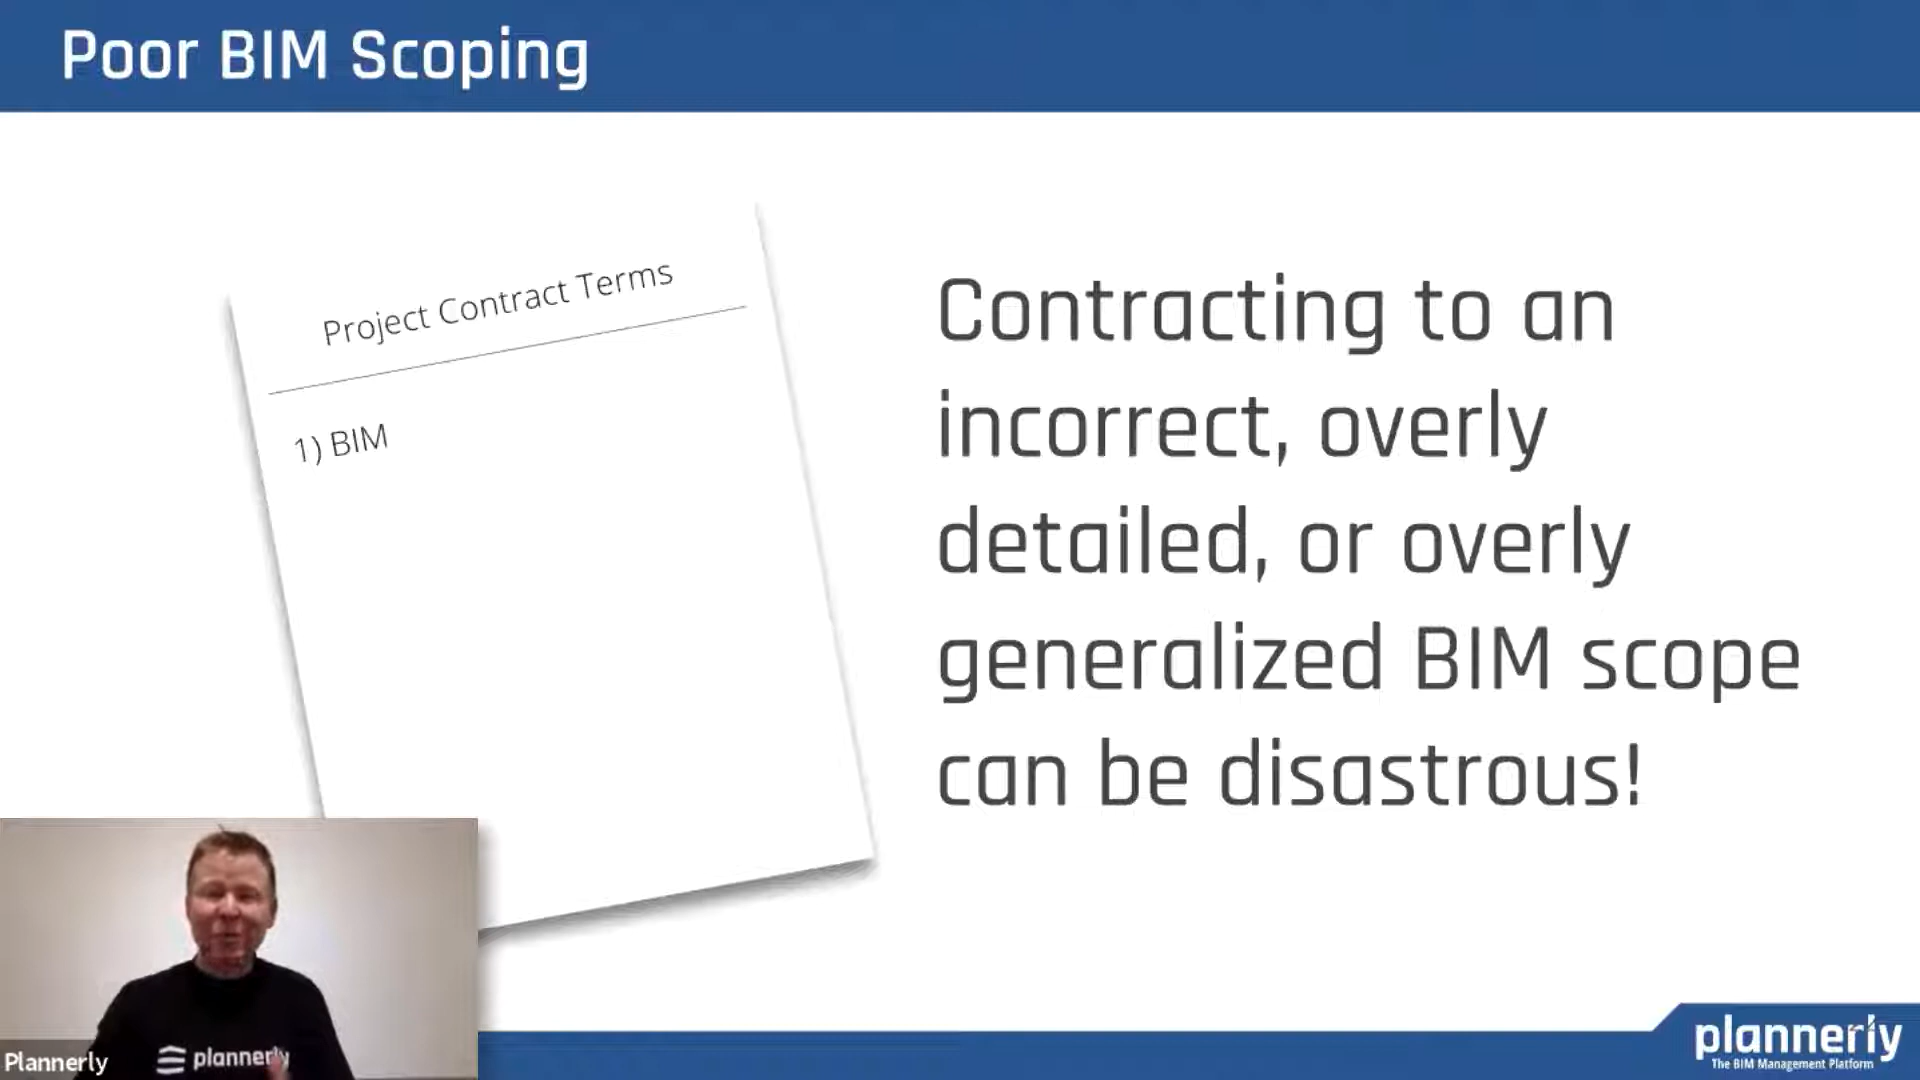 Poor BIM Scoping
Project Contract Terms
1) BIM
Contracting to an
incorrect, overly
detailed, or overly
generalized BIM scope
can be disastrous!
Plannerly
plannerly
plannerly
The BIM Management Platform